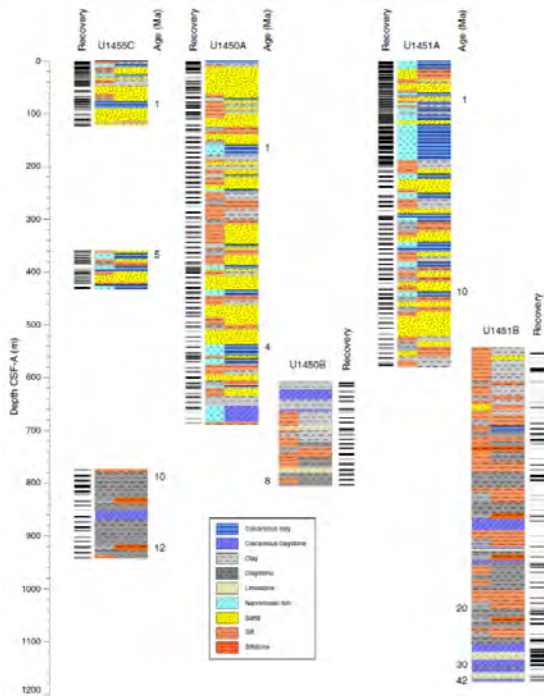 Recovery
U1455C
Age (Ma)
Recovery
U1450A
Age (Ma)
Recovery
U1451A
Age (Ma)
0
100
200
300
400
500
600
700
800
900
1000
1100
1200
Depth CSF-A (m)
1
5
10
12
1
4
U1450B
Recovery
8
1
10
U1451B
Recovery
20
30
42
Calcareous clay
Calcareous claystone
Clay
Claystone
Limestone
Nannofossil rich
Sand
Silt
Siltstone